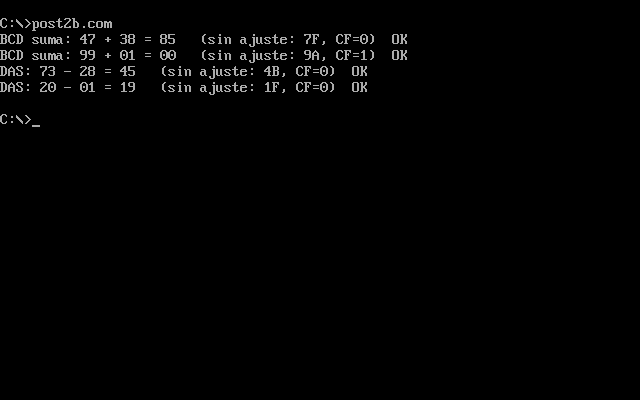 C:\>post2b.com
BCD suma: 47 + 38 = 85   (sin ajuste: 7F, CF=0)  OK
BCD suma: 99 + 01 = 00   (sin ajuste: 9A, CF=1)  OK
DAS: 73 - 28 = 45   (sin ajuste: 4B, CF=0)  OK
DAS: 20 - 01 = 19   (sin ajuste: 1F, CF=0)  OK
C:\>_